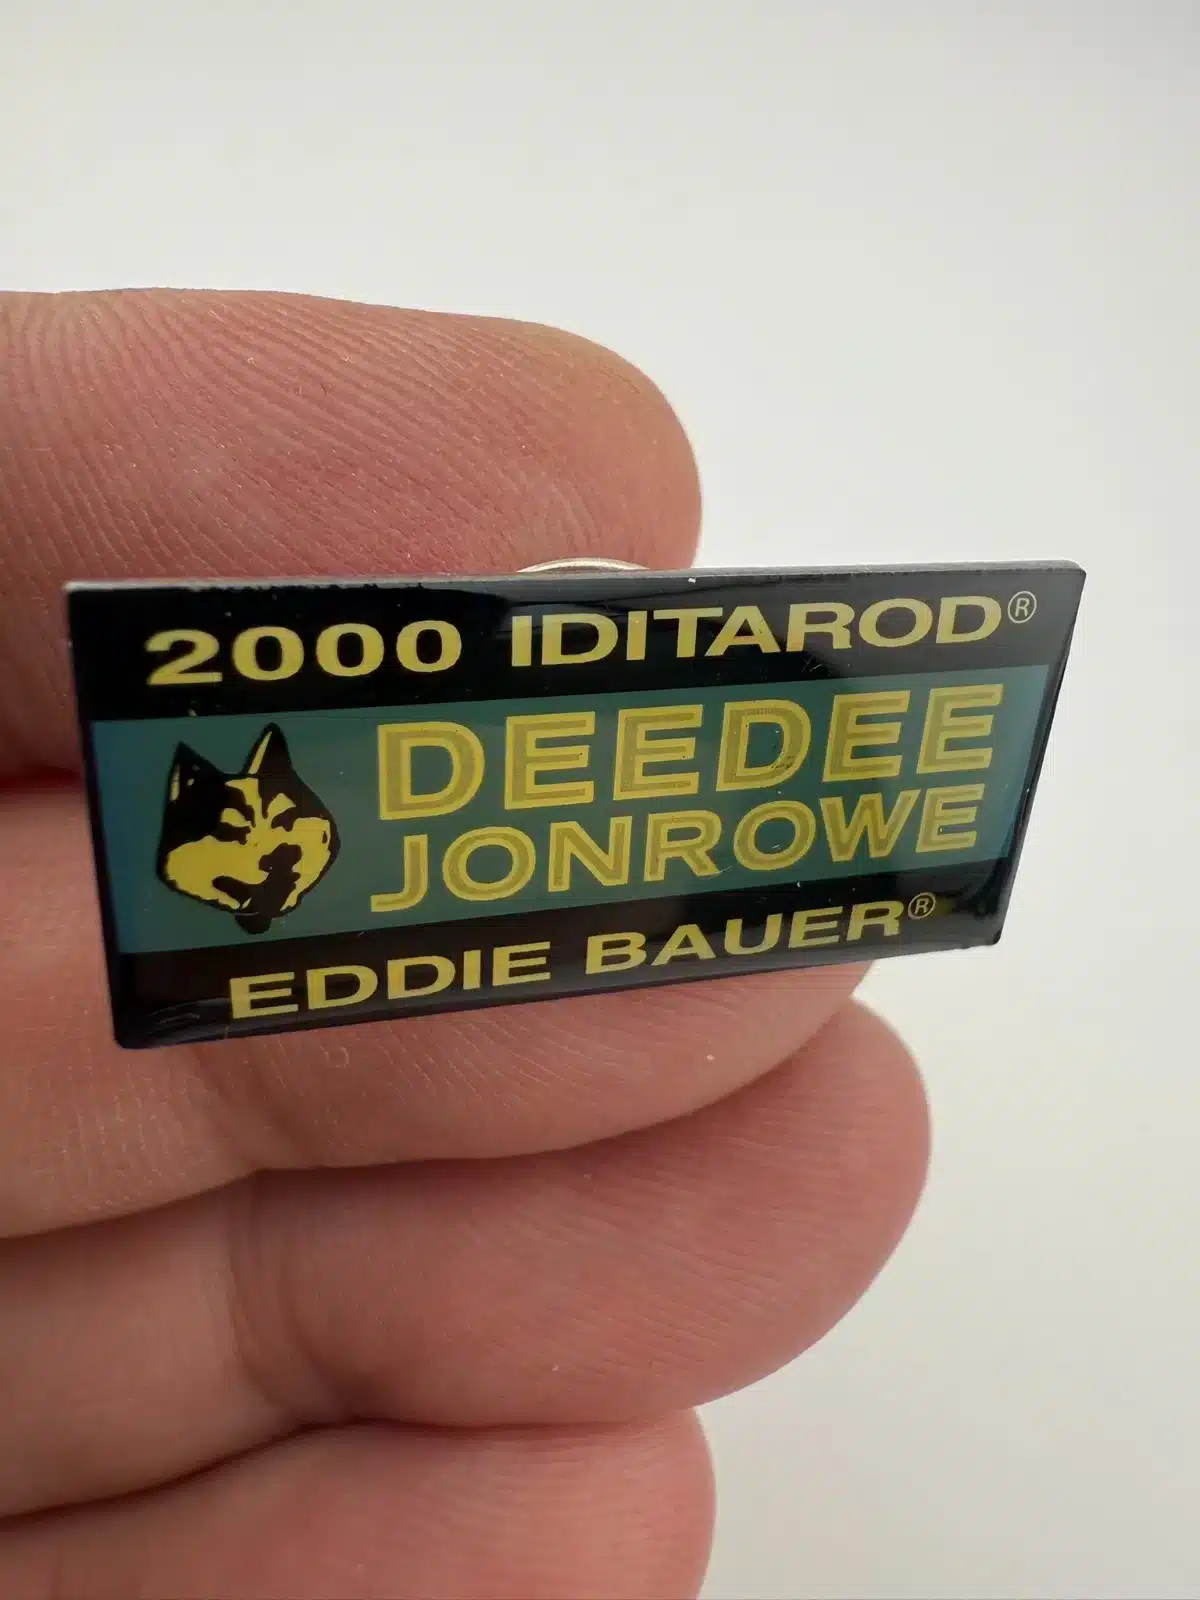 2000 IDITAROD®
DEEDEE
JONROWE
EDDIE BAUER®